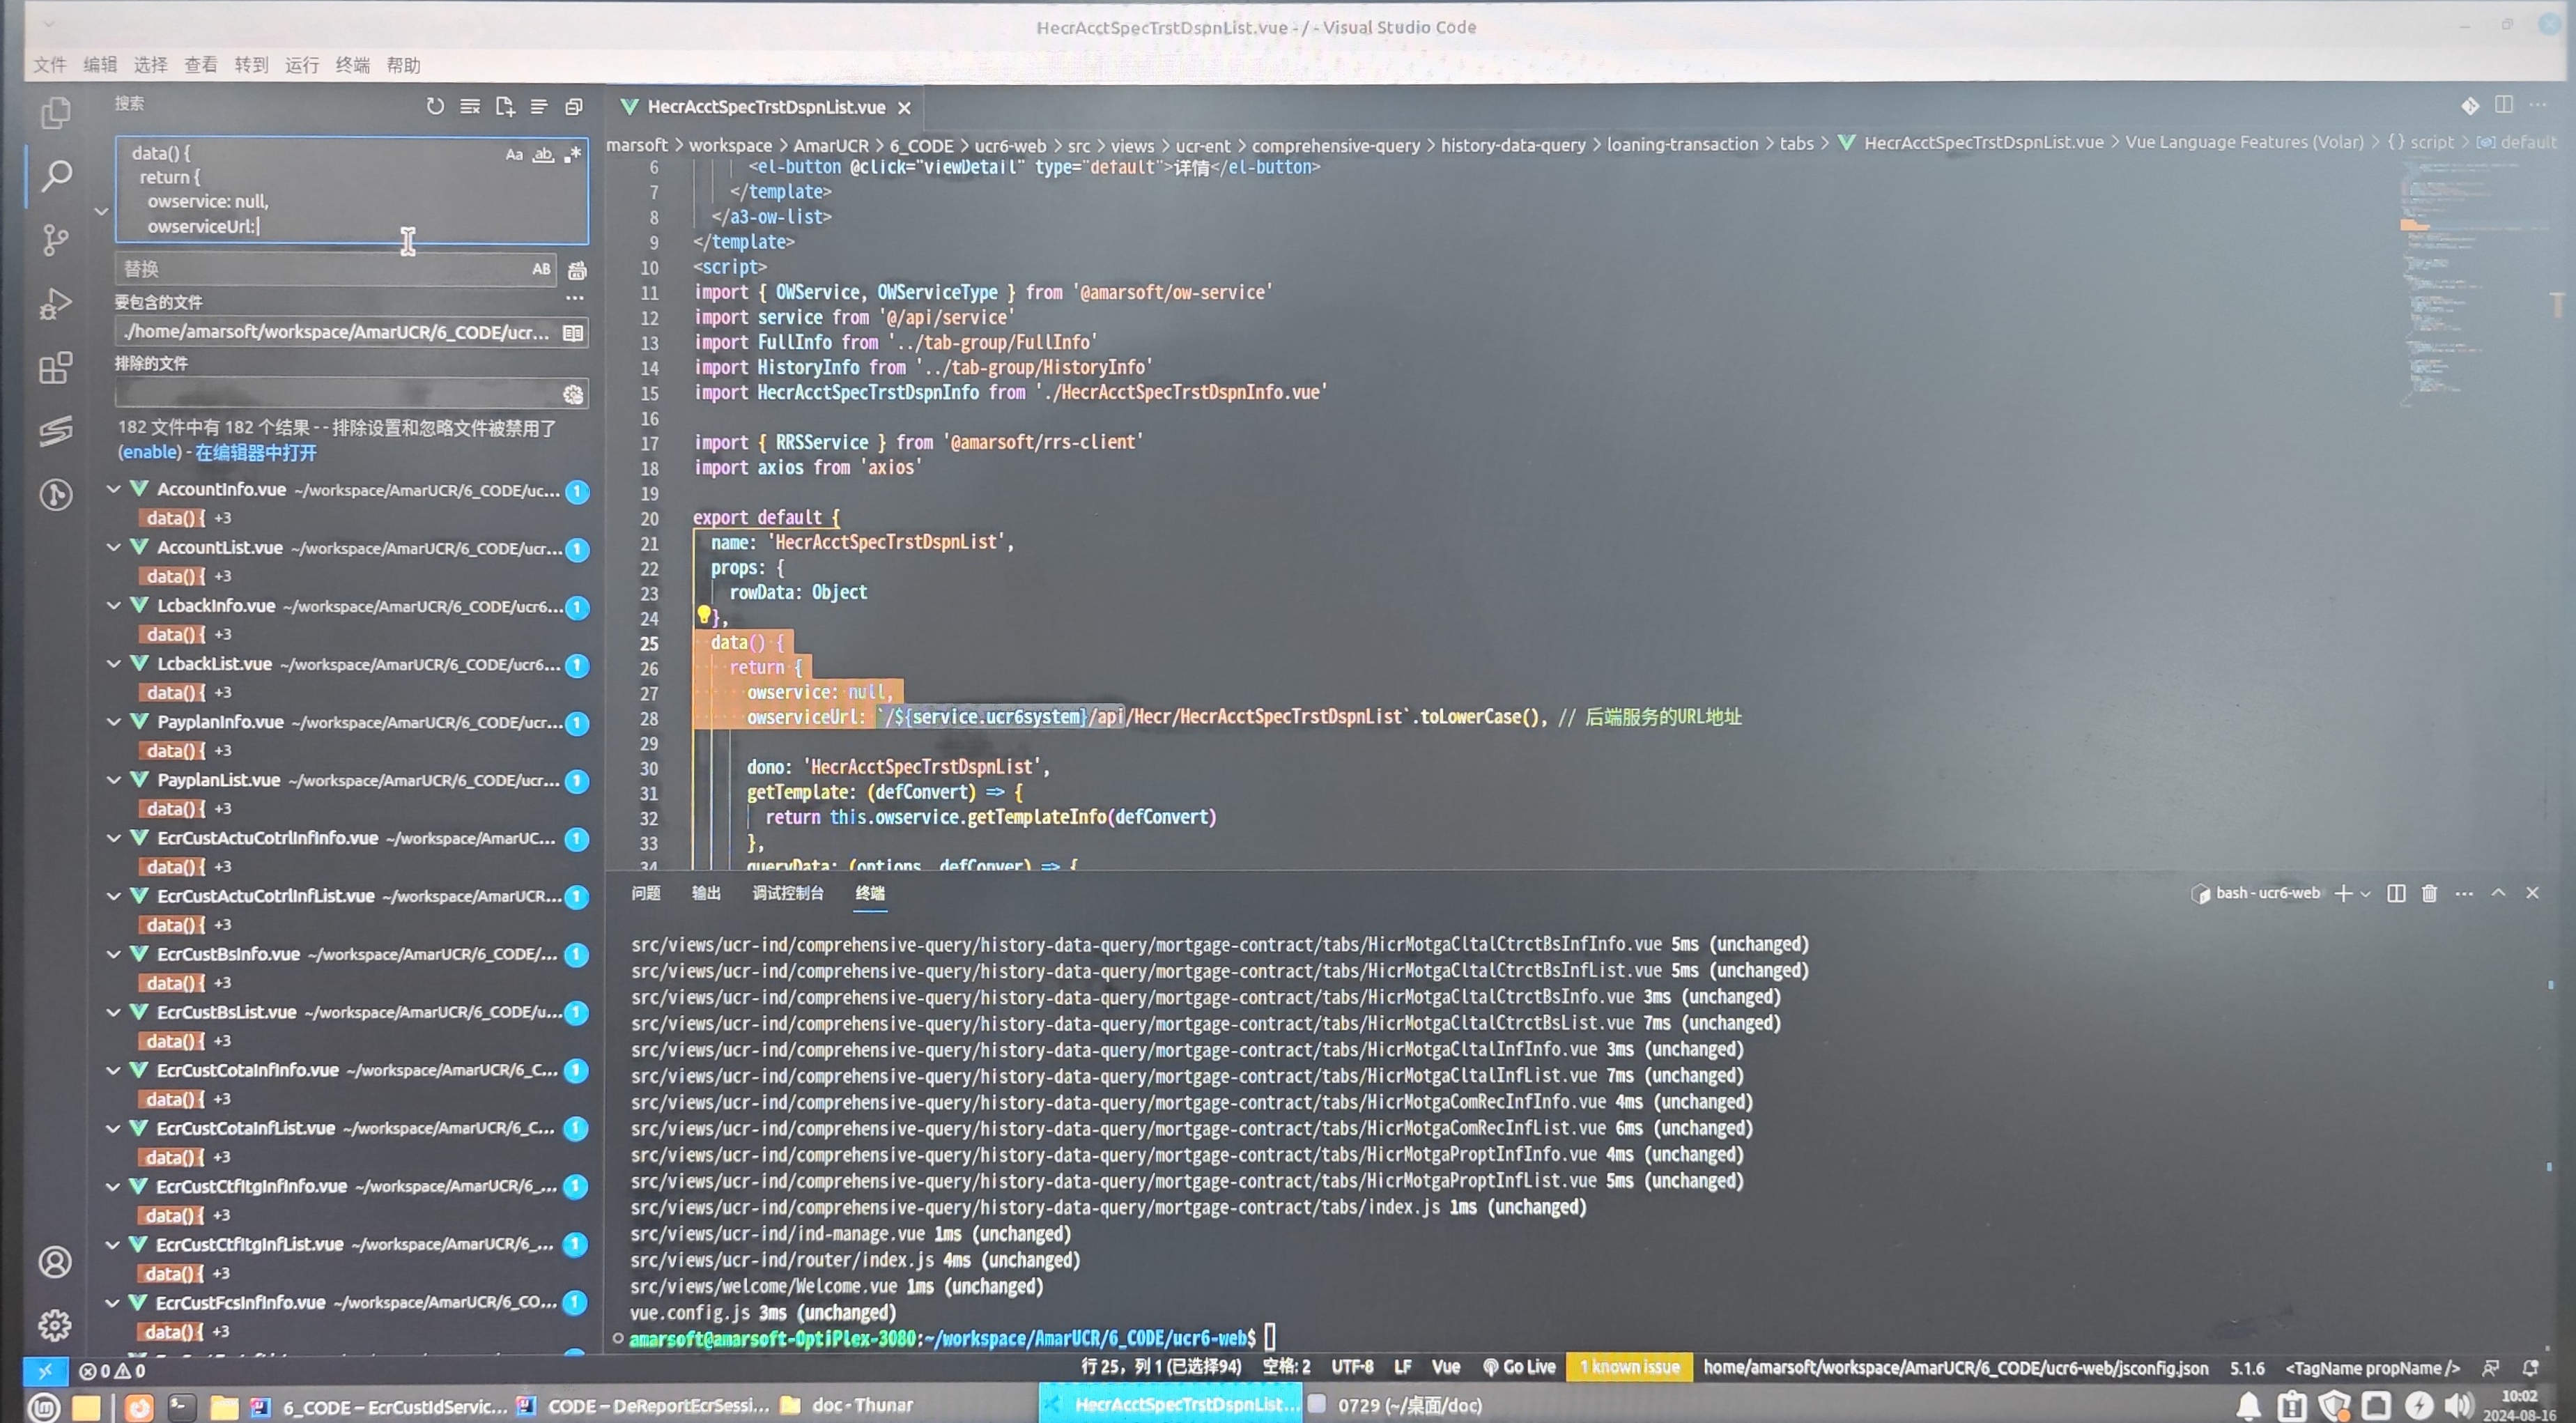 HecrAcctSpecTrstDspnList.vue - / - Visual Studio Code
文件 编辑 选择 查看 转到 运行 终端 帮助
搜索
data() {
return {
owservice: null,
owserviceUrl:
Aa ab .*
替换
AB
要包含的文件
./home/amarsoft/workspace/AmarUCR/6_CODE/ucr...
排除的文件
182 文件中有 182 个结果 - - 排除设置和忽略文件被禁用了
(enable) - 在编辑器中打开
AccountInfo.vue ~/workspace/AmarUCR/6_CODE/uc... 1
data() { +3
AccountList.vue ~/workspace/AmarUCR/6_CODE/ucr... 1
data() { +3
LcbackInfo.vue ~/workspace/AmarUCR/6_CODE/ucr6... 1
data() { +3
LcbackList.vue ~/workspace/AmarUCR/6_CODE/ucr6... 1
data() { +3
PayplanInfo.vue ~/workspace/AmarUCR/6_CODE/ucr... 1
data() { +3
PayplanList.vue ~/workspace/AmarUCR/6_CODE/ucr... 1
data() { +3
EcrCustActuCotrlInfInfo.vue ~/workspace/AmarUC... 1
data() { +3
EcrCustActuCotrlInfList.vue ~/workspace/AmarUCR... 1
data() { +3
EcrCustBsInfo.vue ~/workspace/AmarUCR/6_CODE/... 1
data() { +3
EcrCustBsList.vue ~/workspace/AmarUCR/6_CODE/u... 1
data() { +3
EcrCustCotaInfInfo.vue ~/workspace/AmarUCR/6_C... 1
data() { +3
EcrCustCotaInfList.vue ~/workspace/AmarUCR/6_C... 1
data() { +3
EcrCustCtfItgInfInfo.vue ~/workspace/AmarUCR/6_... 1
data() { +3
EcrCustCtfItgInfList.vue ~/workspace/AmarUCR/6_... 1
data() { +3
EcrCustFcsInfInfo.vue ~/workspace/AmarUCR/6_CO... 1
data() { +3
HecrAcctSpecTrstDspnList.vue
marsoft > workspace > AmarUCR > 6_CODE > ucr6-web > src > views > ucr-ent > comprehensive-query > history-data-query > loaning-transaction > tabs > HecrAcctSpecTrstDspnList.vue > Vue Language Features (Volar) > {} script > default
6 <el-button @click="viewDetail" type="default">详情</el-button>
7 </template>
8 </a3-ow-list>
9 </template>
10 <script>
11 import { OWService, OWServiceType } from '@amarsoft/ow-service'
12 import service from '@/api/service'
13 import FullInfo from '../tab-group/FullInfo'
14 import HistoryInfo from '../tab-group/HistoryInfo'
15 import HecrAcctSpecTrstDspnInfo from './HecrAcctSpecTrstDspnInfo.vue'
16
17 import { RRSService } from '@amarsoft/rrs-client'
18 import axios from 'axios'
19
20 export default {
21 name: 'HecrAcctSpecTrstDspnList',
22 props: {
23 rowData: Object
24 },
25 data() {
26 return {
27 owservice: null,
28 owserviceUrl: `/${service.ucr6system}/api/Hecr/HecrAcctSpecTrstDspnList`.toLowerCase(), // 后端服务的URL地址
29
30 dono: 'HecrAcctSpecTrstDspnList',
31 getTemplate: (defConvert) => {
32 return this.owservice.getTemplateInfo(defConvert)
33 },
34 queryData: (options, defConver) => {
问题 输出 调试控制台 终端
bash - ucr6-web
src/views/ucr-ind/comprehensive-query/history-data-query/mortgage-contract/tabs/HicrMotgaCltalCtrctBsInfInfo.vue 5ms (unchanged)
src/views/ucr-ind/comprehensive-query/history-data-query/mortgage-contract/tabs/HicrMotgaCltalCtrctBsInfList.vue 5ms (unchanged)
src/views/ucr-ind/comprehensive-query/history-data-query/mortgage-contract/tabs/HicrMotgaCltalCtrctBsInfo.vue 3ms (unchanged)
src/views/ucr-ind/comprehensive-query/history-data-query/mortgage-contract/tabs/HicrMotgaCltalCtrctBsList.vue 7ms (unchanged)
src/views/ucr-ind/comprehensive-query/history-data-query/mortgage-contract/tabs/HicrMotgaCltalInfInfo.vue 3ms (unchanged)
src/views/ucr-ind/comprehensive-query/history-data-query/mortgage-contract/tabs/HicrMotgaCltalInfList.vue 7ms (unchanged)
src/views/ucr-ind/comprehensive-query/history-data-query/mortgage-contract/tabs/HicrMotgaComRecInfInfo.vue 4ms (unchanged)
src/views/ucr-ind/comprehensive-query/history-data-query/mortgage-contract/tabs/HicrMotgaComRecInfList.vue 6ms (unchanged)
src/views/ucr-ind/comprehensive-query/history-data-query/mortgage-contract/tabs/HicrMotgaProptInfInfo.vue 4ms (unchanged)
src/views/ucr-ind/comprehensive-query/history-data-query/mortgage-contract/tabs/HicrMotgaProptInfList.vue 5ms (unchanged)
src/views/ucr-ind/comprehensive-query/history-data-query/mortgage-contract/tabs/index.js 1ms (unchanged)
src/views/ucr-ind/ind-manage.vue 1ms (unchanged)
src/views/ucr-ind/router/index.js 4ms (unchanged)
src/views/welcome/Welcome.vue 1ms (unchanged)
vue.config.js 3ms (unchanged)
amarsoft@amarsoft-OptiPlex-3080:~/workspace/AmarUCR/6_CODE/ucr6-web$
0 0
行 25, 列 1 (已选择94) 空格: 2 UTF-8 LF Vue Go Live 1 known issue home/amarsoft/workspace/AmarUCR/6_CODE/ucr6-web/jsconfig.json 5.1.6 <TagName propName />
6_CODE – EcrCustIdServic... CODE – DeReportEcrSessi... doc - Thunar HecrAcctSpecTrstDspnList... 0729 (~/桌面/doc)
10:02
2024-08-16